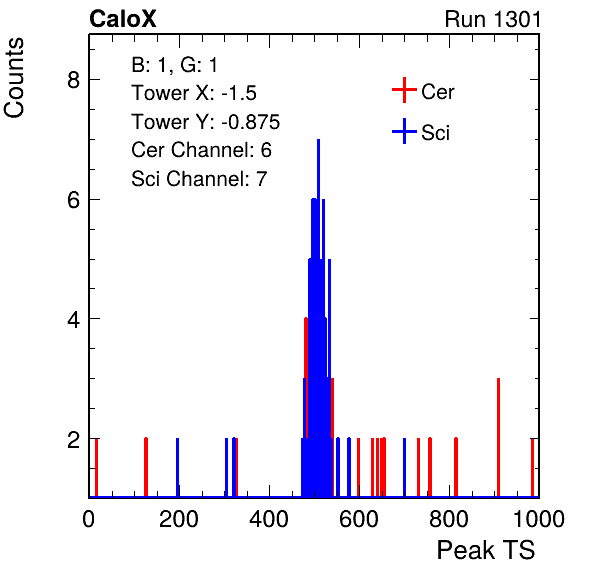 CaloX
Run 1301
Counts
B: 1, G: 1
Tower X: -1.5
Tower Y: -0.875
Cer Channel: 6
Sci Channel: 7
Cer
Sci
8
6
4
2
0 200 400 600 800 1000
Peak TS